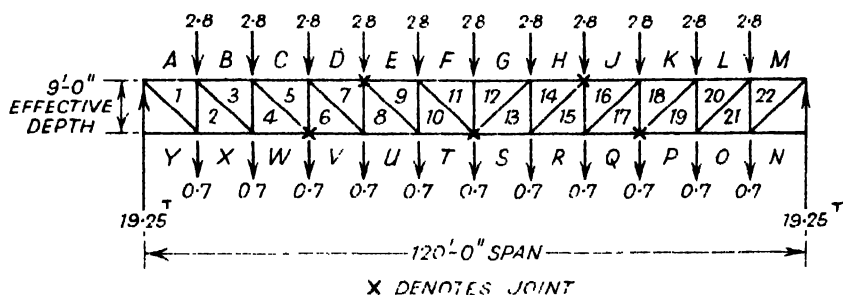 2·8 2·8 2·8 2·8 2·8 2·8 2·8 2·8 2·8 2·8 2·8
A B C D E F G H J K L M
9'-0"
EFFECTIVE
DEPTH
1 3 5 7 9 11 12 14 16 18 20 22
2 4 6 8 10 13 15 17 19 21
Y X W V U T S R Q P O N
0·7 0·7 0·7 0·7 0·7 0·7 0·7 0·7 0·7 0·7 0·7
19·25 T 19·25 T
120'-0" SPAN
X DENOTES JOINT